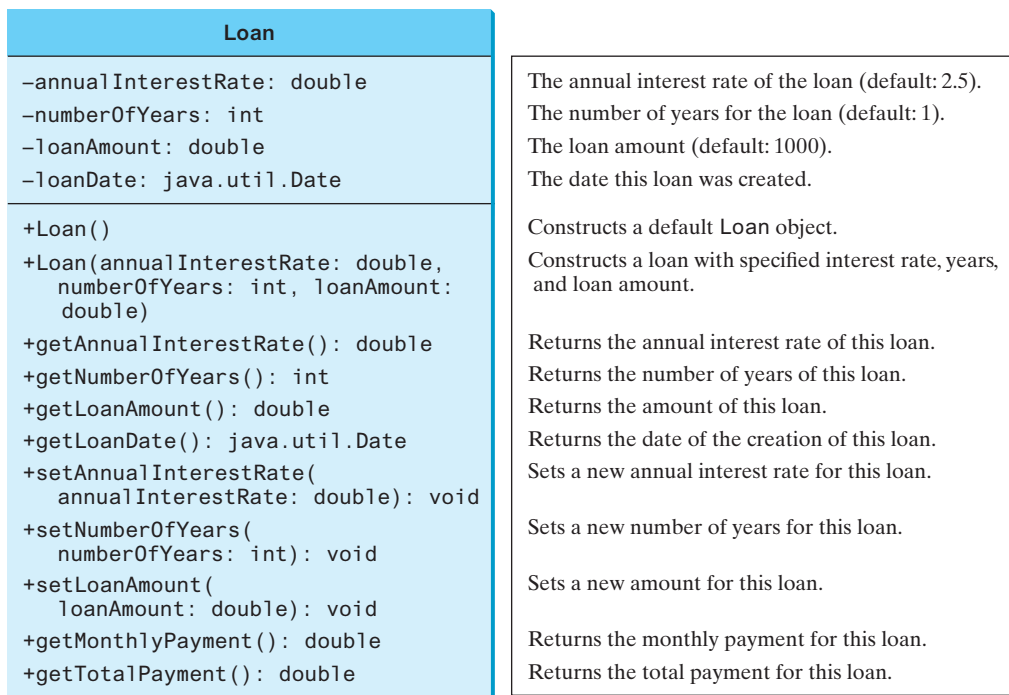 Loan
–annualInterestRate: double
–numberOfYears: int
–loanAmount: double
–loanDate: java.util.Date
+Loan()
+Loan(annualInterestRate: double,
numberOfYears: int, loanAmount:
double)
+getAnnualInterestRate(): double
+getNumberOfYears(): int
+getLoanAmount(): double
+getLoanDate(): java.util.Date
+setAnnualInterestRate(
annualInterestRate: double): void
+setNumberOfYears(
numberOfYears: int): void
+setLoanAmount(
loanAmount: double): void
+getMonthlyPayment(): double
+getTotalPayment(): double
The annual interest rate of the loan (default: 2.5).
The number of years for the loan (default: 1).
The loan amount (default: 1000).
The date this loan was created.
Constructs a default Loan object.
Constructs a loan with specified interest rate, years,
and loan amount.
Returns the annual interest rate of this loan.
Returns the number of years of this loan.
Returns the amount of this loan.
Returns the date of the creation of this loan.
Sets a new annual interest rate for this loan.
Sets a new number of years for this loan.
Sets a new amount for this loan.
Returns the monthly payment for this loan.
Returns the total payment for this loan.